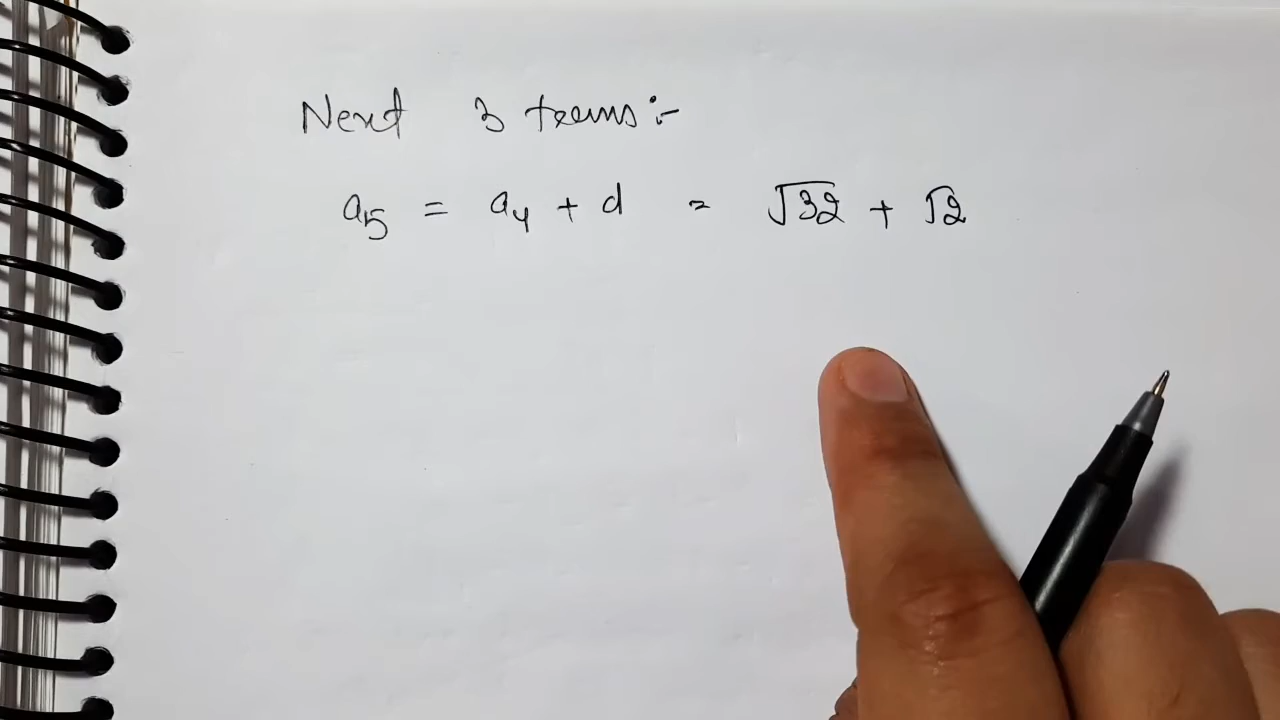 Next 3 terms :-
a₅ = a₄ + d = √32 + √2